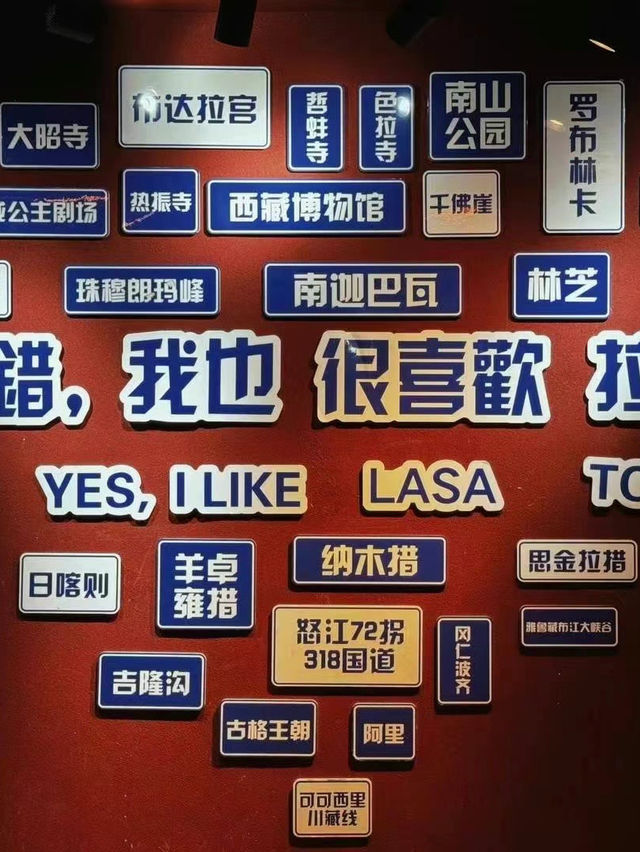 布达拉宫
大昭寺
哲蚌寺
色拉寺
南山
公园
罗布林卡
公主剧场
热振寺
西藏博物馆
千佛崖
珠穆朗玛峰
南迦巴瓦
林芝
错,我也很喜歡拉
YES, I LIKE LASA TO
日喀则
羊卓
雍措
纳木措
思金拉措
怒江72拐
318国道
冈仁波齐
雅鲁藏布江大峡谷
吉隆沟
古格王朝
阿里
可可西里
川藏线